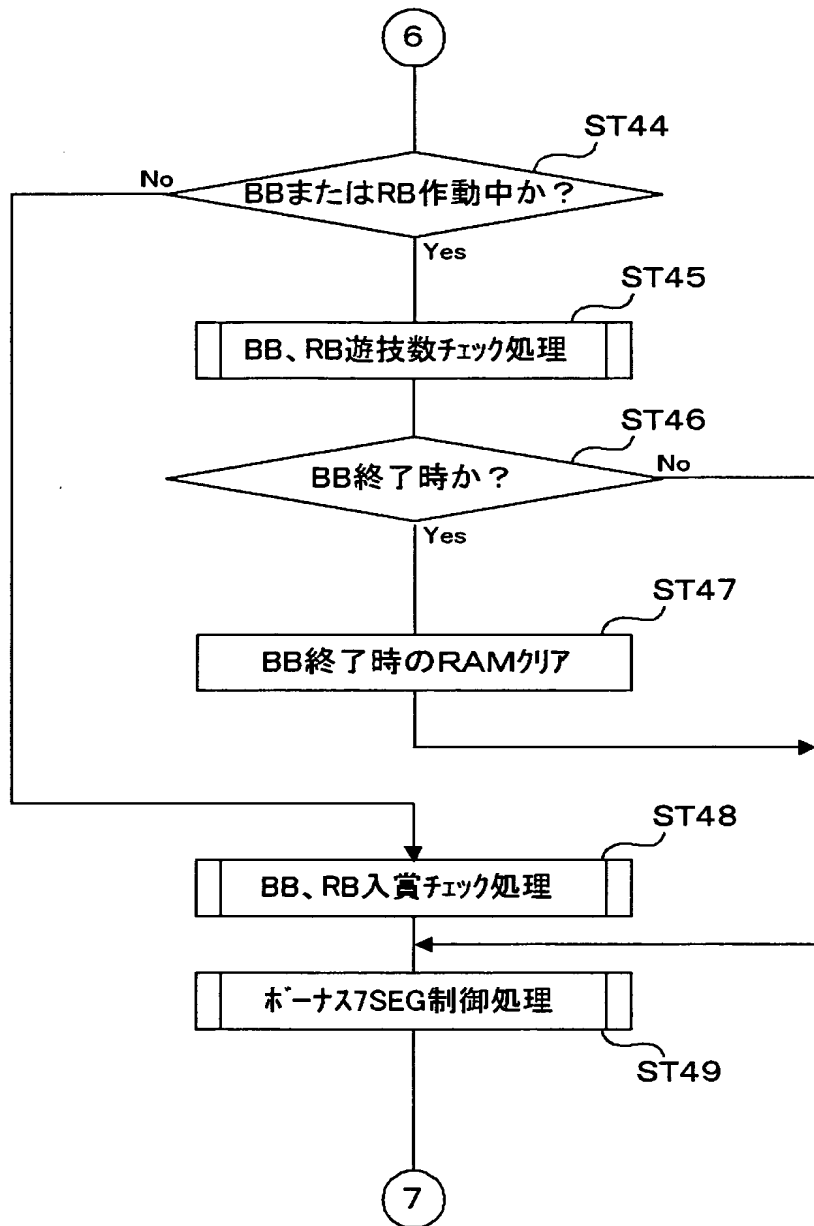 6
ST44
No
BBまたはRB作動中か？
Yes
ST45
BB、RB遊技数ﾁｪｯｸ処理
ST46
BB終了時か？
No
Yes
ST47
BB終了時のRAMｸﾘｱ
ST48
BB、RB入賞ﾁｪｯｸ処理
ﾎﾞｰﾅｽ7SEG制御処理
ST49
7